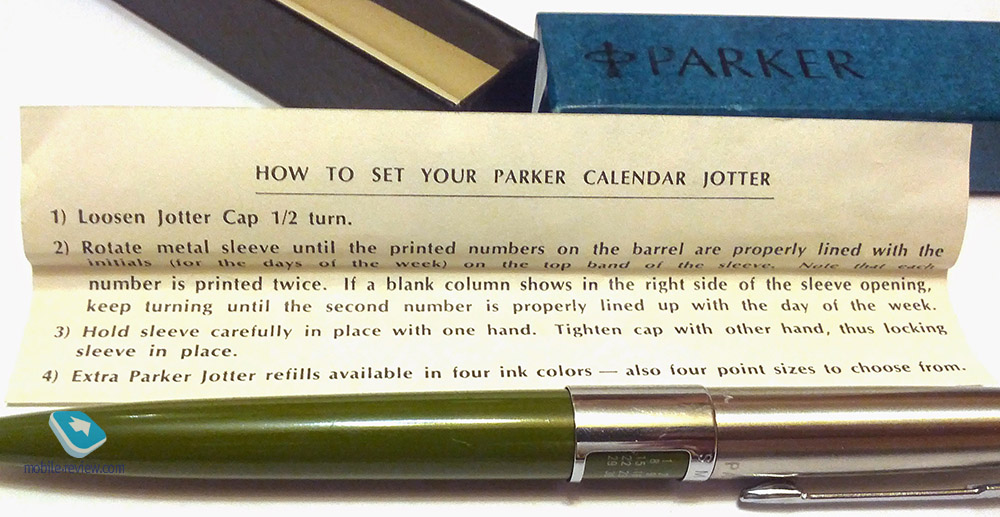 PARKER
HOW TO SET YOUR PARKER CALENDAR JOTTER
1) Loosen Jotter Cap 1/2 turn.
2) Rotate metal sleeve until the printed numbers on the barrel are properly lined with the
initials (for the days of the week) on the top band of the sleeve. Note that each
number is printed twice. If a blank column shows in the right side of the sleeve opening,
keep turning until the second number is properly lined up with the day of the week.
3) Hold sleeve carefully in place with one hand. Tighten cap with other hand, thus locking
sleeve in place.
4) Extra Parker Jotter refills available in four ink colors — also four point sizes to choose from.
1 8 15 22 29
S M
mobile-review.com